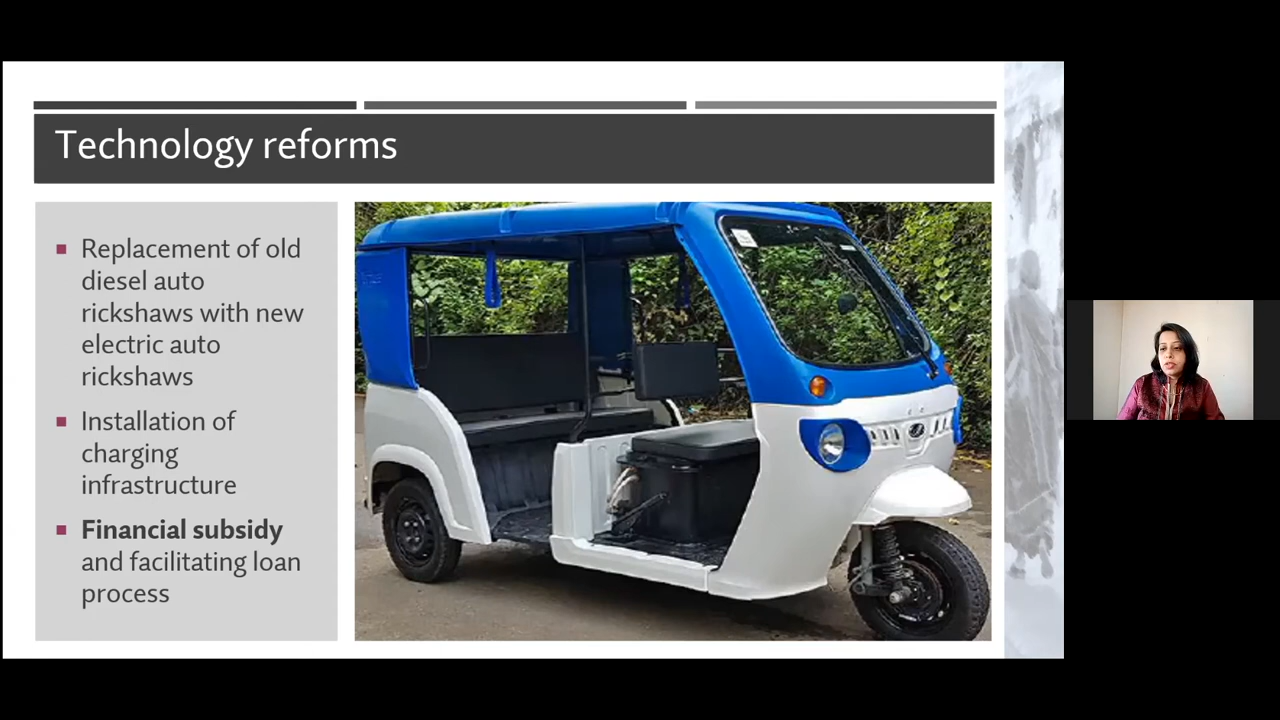 Technology reforms
Replacement of old
diesel auto
rickshaws with new
electric auto
rickshaws
Installation of
charging
infrastructure
Financial subsidy
and facilitating loan
process